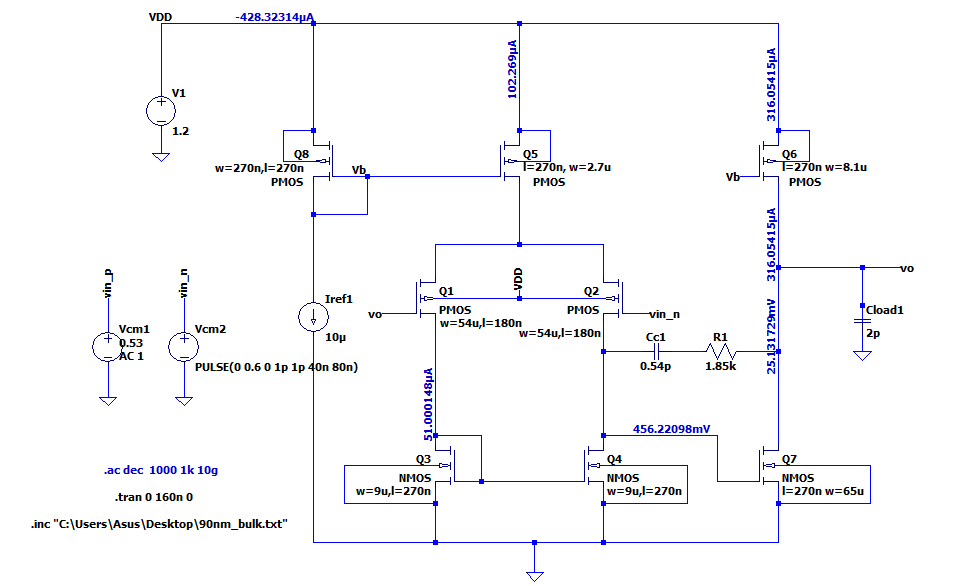 VDD
-428.32314µA
102.269µA
316.05415µA
V1
1.2
Q8
w=270n,l=270n
PMOS
Vb
Q5
l=270n, w=2.7u
PMOS
Q6
l=270n w=8.1u
Vb
PMOS
316.05415µA
vin_p
vin_n
VDD
Iref1
10µ
Q1
PMOS
w=54u,l=180n
vo
Q2
PMOS
w=54u,l=180n
vin_n
vo
Cload1
2p
Vcm1
0.53
AC 1
Vcm2
PULSE(0 0.6 0 1p 1p 40n 80n)
Cc1
0.54p
R1
1.85k
25.131729mV
51.000148µA
456.22098mV
Q3
NMOS
w=9u,l=270n
Q4
NMOS
w=9u,l=270n
Q7
NMOS
l=270n w=65u
.ac dec 1000 1k 10g
.tran 0 160n 0
.inc "C:\Users\Asus\Desktop\90nm_bulk.txt"